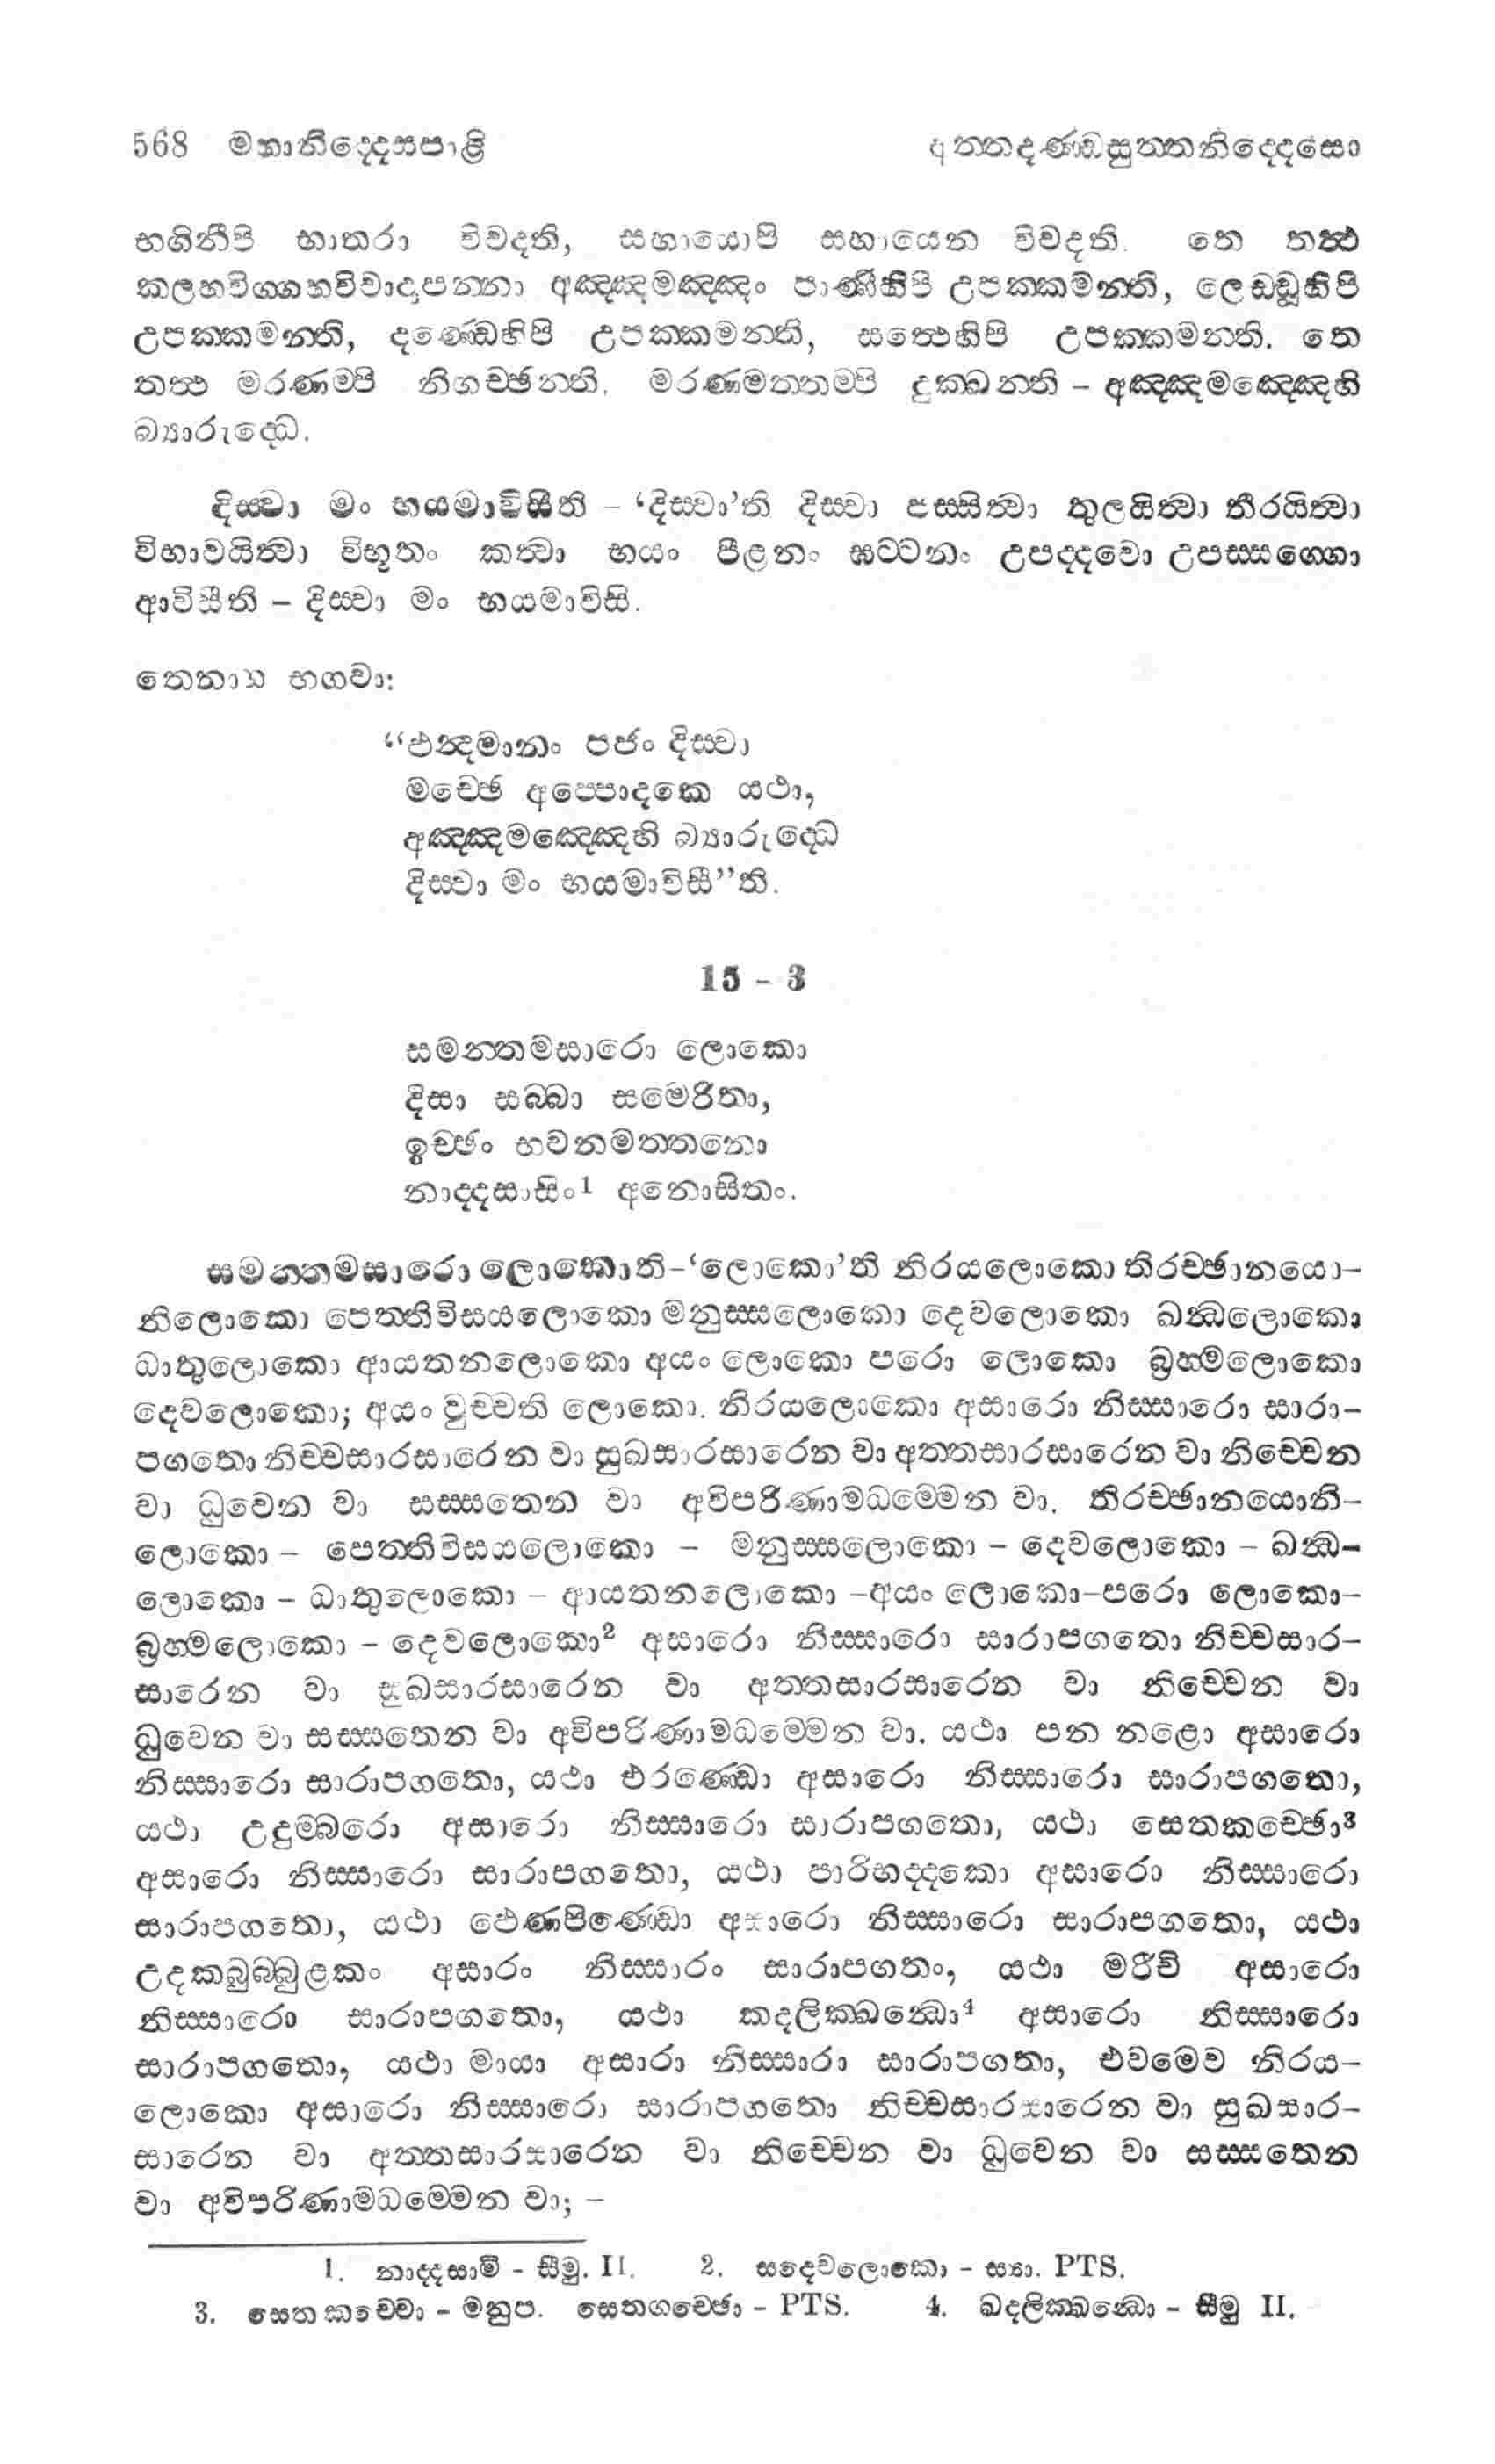 568 මහානිද්දෙසපාළි අත්තදණ්ඩසුත්තනිද්දෙසො
භගිනීපි භාතරා විවදති, සහායොපි සහායෙන විවදති. තෙ තත්ථ
කලහවිග්ගහවිවාදාපන්නා අඤ්ඤමඤ්ඤං පාණීහිපි උපක්කමන්ති, ලෙඩ්ඩූහිපි
උපක්කමන්ති, දණ්ඩෙහිපි උපක්කමන්ති, සත්ථෙහිපි උපක්කමන්ති. තෙ
තත්ථ මරණම්පි නිගච්ඡන්ති. මරණමත්තම්පි දුක්ඛන්ති – අඤ්ඤමඤ්ඤෙහි
බ්‍යාරුද්ධෙ.
දිස්වා මං භයමාවිසීති – ‘දිස්වා’ති දිස්වා පස්සිත්වා තුලයිත්වා තීරයිත්වා
විභාවයිත්වා විභූතං කත්වා භයං පීළනං ඝට්ටනං උපද්දවො උපස්සග්ගො
ආවිසීති – දිස්වා මං භයමාවිසි.
තෙනාහ භගවා:
“ඵන්දමානං පජං දිස්වා
මච්ඡෙ අප්පොදකෙ යථා,
අඤ්ඤමඤ්ඤෙහි බ්‍යාරුද්ධෙ
දිස්වා මං භයමාවිසී”ති.
15 – 3
සමන්තමසාරො ලොකො
දිසා සබ්බා සමෙරිතා,
ඉච්ඡං භවනමත්තනො
නාද්දසාසිං1 අනොසිතං.
සමන්තමසාරො ලොකොති–‘ලොකො’ති නිරයලොකො තිරච්ඡානයො–
නිලොකො පෙත්තිවිසයලොකො මනුස්සලොකො දෙවලොකො ඛන්ධලොකො
ධාතුලොකො ආයතනලොකො අයං ලොකො පරො ලොකො බ්‍රහ්මලොකො
දෙවලොකො; අයං වුච්චති ලොකො. නිරයලොකො අසාරො නිස්සාරො සාරා–
පගතො නිච්චසාරසාරෙන වා සුඛසාරසාරෙන වා අත්තසාරසාරෙන වා නිච්චෙන
වා ධුවෙන වා සස්සතෙන වා අවිපරිණාමධම්මෙන වා. තිරච්ඡානයොනි–
ලොකො – පෙත්තිවිසයලොකො – මනුස්සලොකො – දෙවලොකො – ඛන්ධ–
ලොකො – ධාතුලොකො – ආයතනලොකො –අයං ලොකො–පරො ලොකො–
බ්‍රහ්මලොකො – දෙවලොකො2 අසාරො නිස්සාරො සාරාපගතො නිච්චසාර–
සාරෙන වා සුඛසාරසාරෙන වා අත්තසාරසාරෙන වා නිච්චෙන වා
ධුවෙන වා සස්සතෙන වා අවිපරිණාමධම්මෙන වා. යථා පන නළො අසාරො
නිස්සාරො සාරාපගතො, යථා එරණ්ඩො අසාරො නිස්සාරො සාරාපගතො,
යථා උදුම්බරො අසාරො නිස්සාරො සාරාපගතො, යථා සෙතකච්ඡො3
අසාරො නිස්සාරො සාරාපගතො, යථා පාරිභද්දකො අසාරො නිස්සාරො
සාරාපගතො, යථා ඵෙණපිණ්ඩො අසාරො නිස්සාරො සාරාපගතො, යථා
උදකබුබ්බුළකං අසාරං නිස්සාරං සාරාපගතං, යථා මරීචි අසාරො
නිස්සාරො සාරාපගතො, යථා කදලික්ඛන්ධො4 අසාරො නිස්සාරො
සාරාපගතො, යථා මායා අසාරා නිස්සාරා සාරාපගතා, එවමෙව නිරය–
ලොකො අසාරො නිස්සාරො සාරාපගතො නිච්චසාරසාරෙන වා සුඛසාර–
සාරෙන වා අත්තසාරසාරෙන වා නිච්චෙන වා ධුවෙන වා සස්සතෙන
වා අවිපරිණාමධම්මෙන වා; –
1. නාද්දසාමි – සීමු. II. 2. සදෙවලොකො – ස්‍යා. PTS.
3. සෙතකච්චො – මනුප. සෙතගච්ඡො – PTS. 4. ඛදලික්ඛන්ධො – සීමු II.